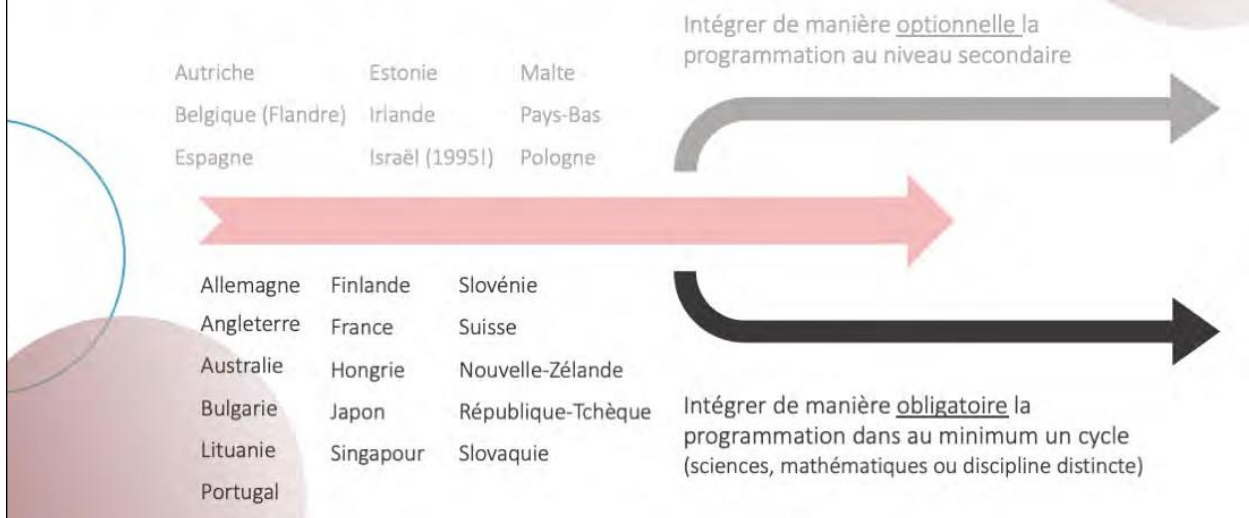 Intégrer de manière optionnelle la
programmation au niveau secondaire
Autriche Estonie Malte
Belgique (Flandre) Irlande Pays-Bas
Espagne Israël (1995!) Pologne
Allemagne Finlande Slovénie
Angleterre France Suisse
Australie Hongrie Nouvelle-Zélande
Bulgarie Japon République-Tchèque
Lituanie Singapour Slovaquie
Portugal
Intégrer de manière obligatoire la
programmation dans au minimum un cycle
(sciences, mathématiques ou discipline distincte)